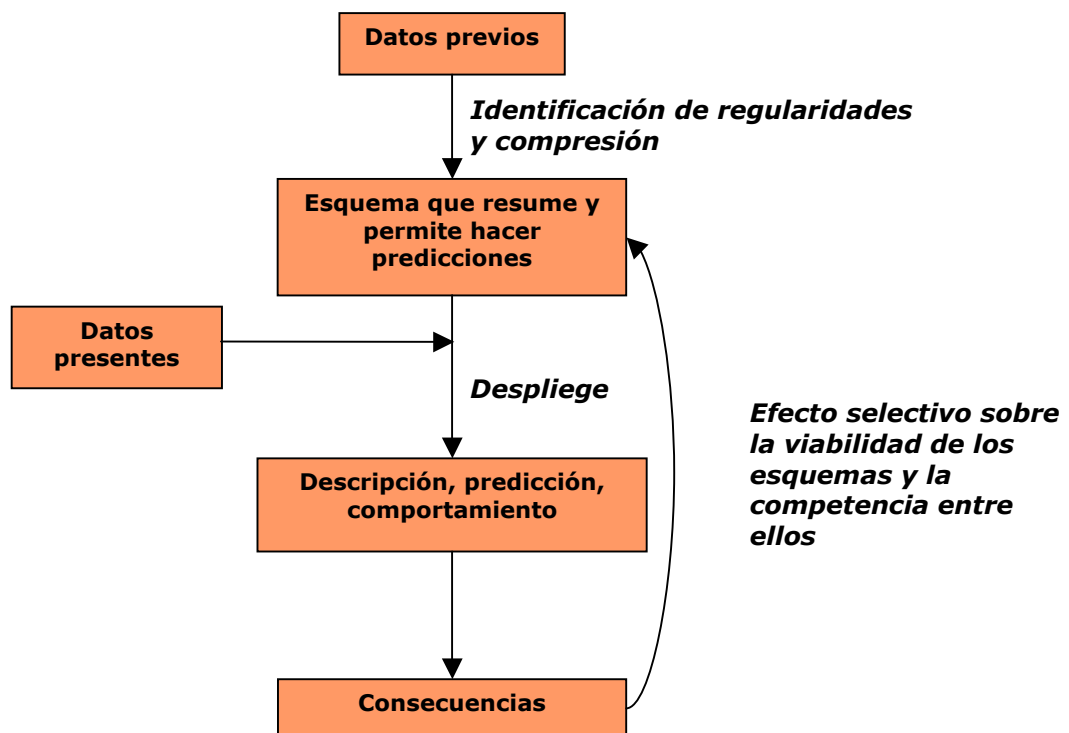 Datos previos
Identificación de regularidades
y compresión
Esquema que resume y
permite hacer
predicciones
Datos
presentes
Despliege
Efecto selectivo sobre
la viabilidad de los
esquemas y la
competencia entre
ellos
Descripción, predicción,
comportamiento
Consecuencias